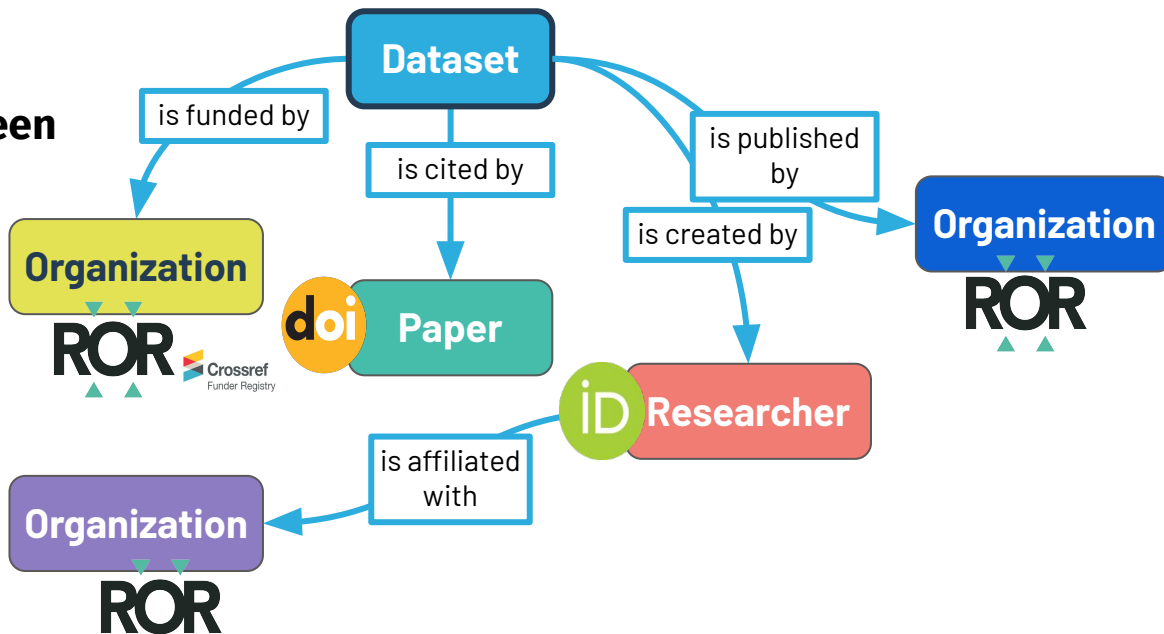 Dataset
is funded by
een
is cited by
is published
by
is created by
Organization
ROR
Crossref
Funder Registry
doi
Paper
Organization
ROR
iD
Researcher
is affiliated
with
Organization
ROR